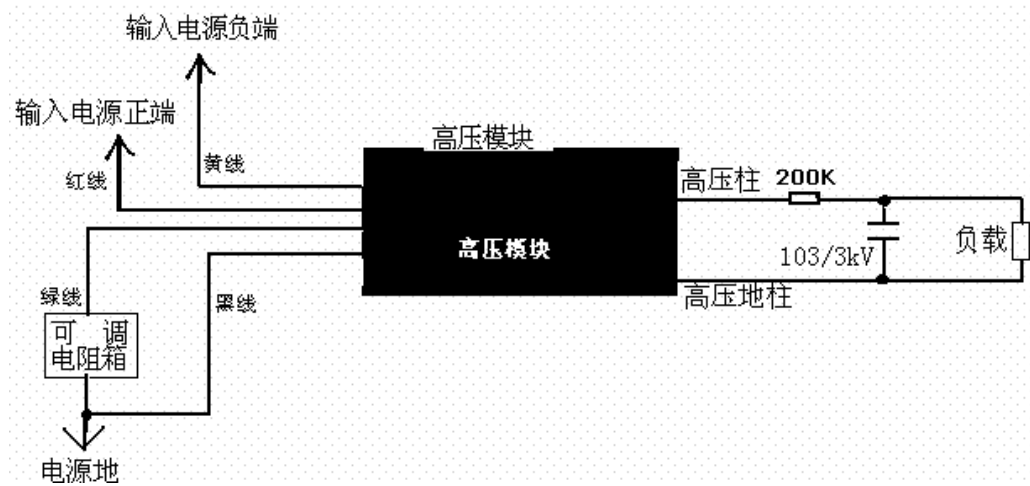 输入电源负端
输入电源正端
高压模块
黄线
红线
高压柱 200K
高压模块
负载
103/3kV
高压地柱
绿线
黑线
可 调
电阻箱
电源地